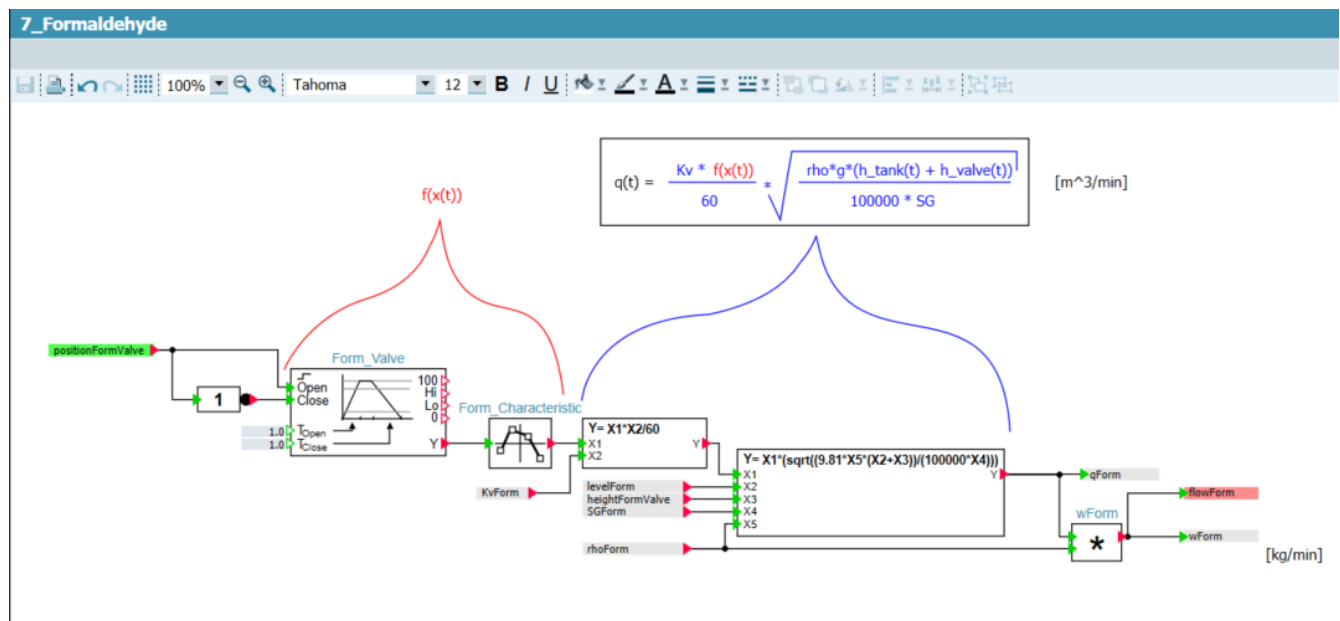 7_Formaldehyde
100%
Tahoma
12
B I U A
q(t) = Kv * f(x(t))
60
*
rho*g*(h_tank(t) + h_valve(t))
100000 * SG
[m^3/min]
f(x(t))
positionFormValve
1
Form_Valve
Open
Close
100
Hi
Lo
0
1.0 TOpen
1.0 TClose
Y
Form_Characteristic
Y= X1*X2/60
X1
X2
Y
KvForm
Y= X1*(sqrt((9.81*X5*(X2+X3))/(100000*X4)))
X1
X2
X3
X4
X5
Y
levelForm
heightFormValve
SGForm
rhoForm
qForm
flowForm
wForm
*
wForm
[kg/min]